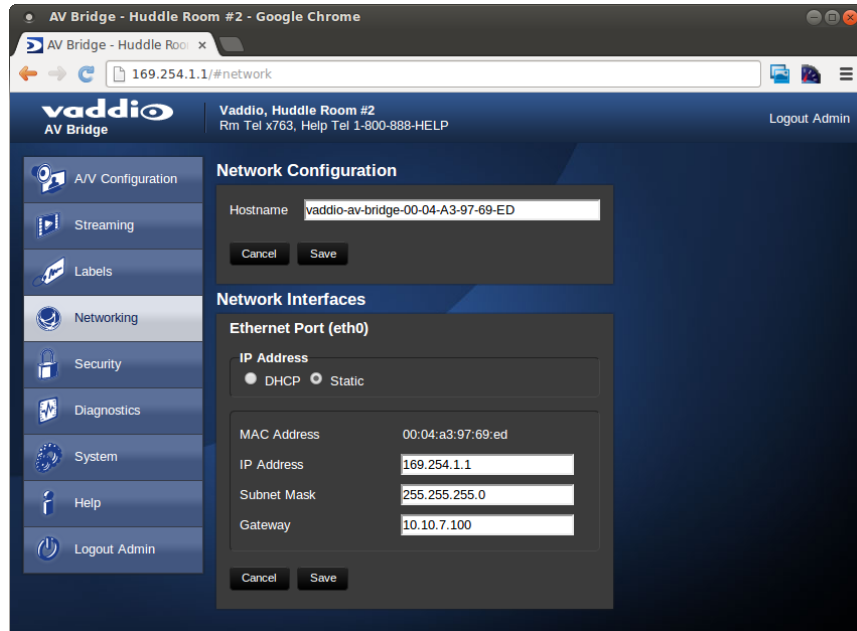 AV Bridge - Huddle Room #2 - Google Chrome
AV Bridge - Huddle Roo
169.254.1.1/#network
vaddio
AV Bridge
Vaddio, Huddle Room #2
Rm Tel x763, Help Tel 1-800-888-HELP
Logout Admin
A/V Configuration
Streaming
Labels
Networking
Security
Diagnostics
System
Help
Logout Admin
Network Configuration
Hostname vaddio-av-bridge-00-04-A3-97-69-ED
Cancel Save
Network Interfaces
Ethernet Port (eth0)
IP Address
DHCP Static
MAC Address 00:04:a3:97:69:ed
IP Address 169.254.1.1
Subnet Mask 255.255.255.0
Gateway 10.10.7.100
Cancel Save